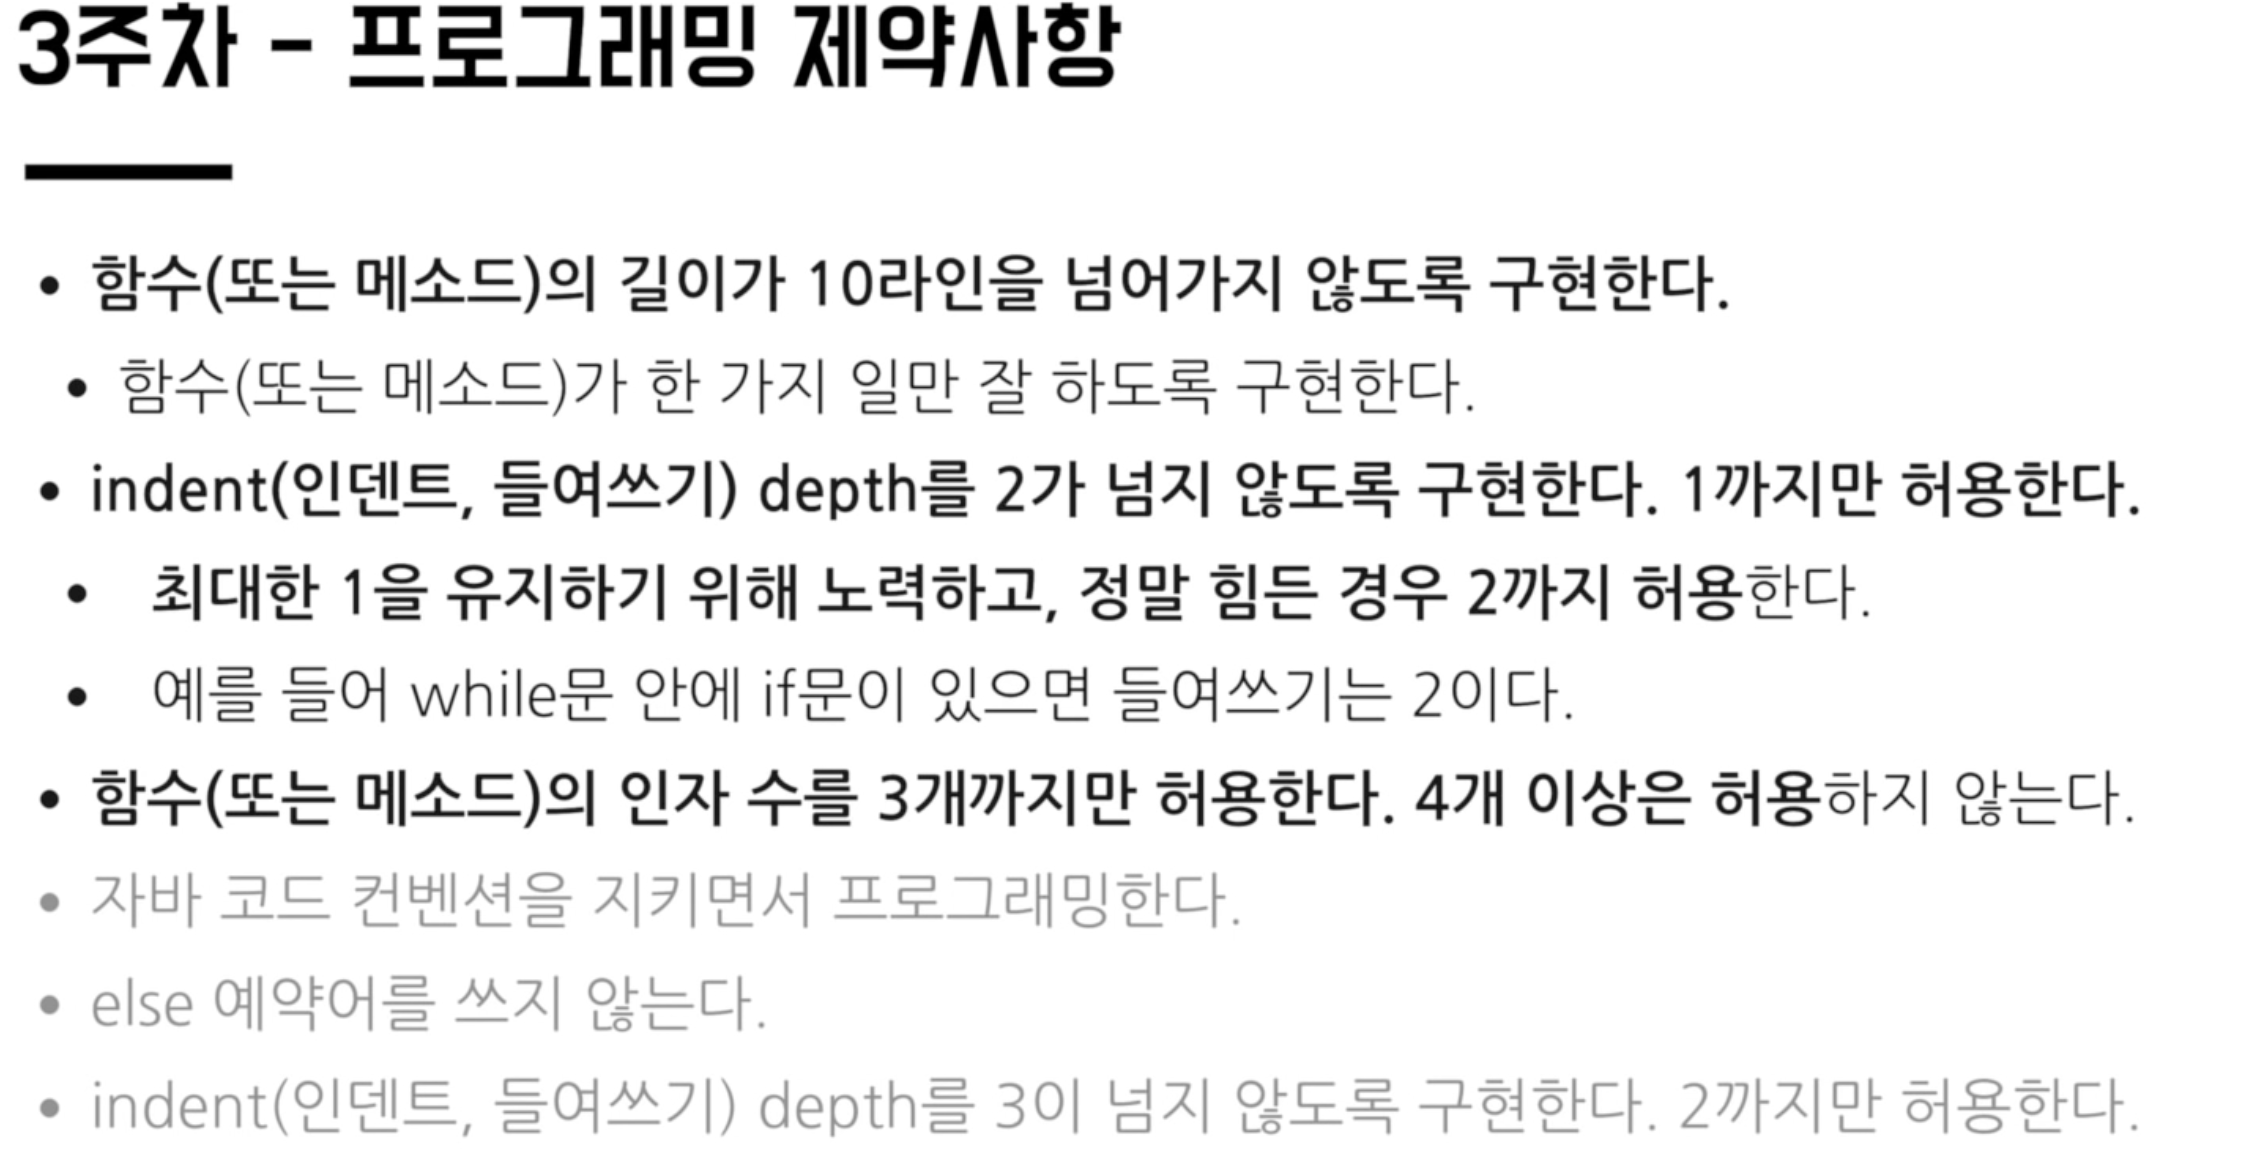 3주차 - 프로그래밍 제약사항
• 함수(또는 메소드)의 길이가 10라인을 넘어가지 않도록 구현한다.
• 함수(또는 메소드)가 한 가지 일만 잘 하도록 구현한다.
• indent(인덴트, 들여쓰기) depth를 2가 넘지 않도록 구현한다. 1까지만 허용한다.
• 최대한 1을 유지하기 위해 노력하고, 정말 힘든 경우 2까지 허용한다.
• 예를 들어 while문 안에 if문이 있으면 들여쓰기는 2이다.
• 함수(또는 메소드)의 인자 수를 3개까지만 허용한다. 4개 이상은 허용하지 않는다.
• 자바 코드 컨벤션을 지키면서 프로그래밍한다.
• else 예약어를 쓰지 않는다.
• indent(인덴트, 들여쓰기) depth를 3이 넘지 않도록 구현한다. 2까지만 허용한다.